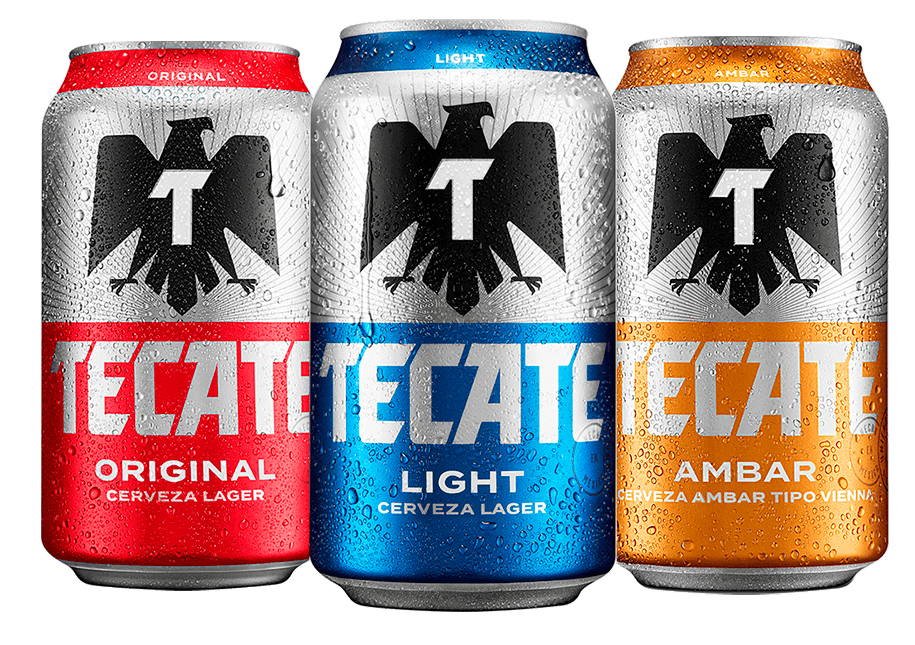 ORIGINAL
T
TECATE
ORIGINAL
CERVEZA LAGER
LIGHT
T
TECATE
LIGHT
CERVEZA LAGER
AMBAR
T
TECATE
AMBAR
CERVEZA AMBAR TIPO VIENNA